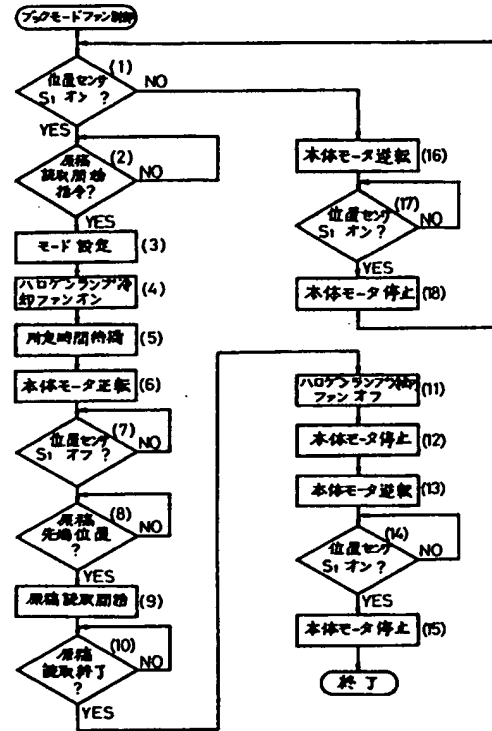 ブックモードファン制御
(1)
位置センサ
S₁ オン ?
NO
YES
(2)
原稿
読取開始
指令?
NO
YES
モード 設定 (3)
ハロゲンランプ冷
却ファンオン (4)
所定時間待機 (5)
本体モータ (6)
(7)
位置センサ
S₁ オフ ?
NO
(8)
原稿
先端位置
?
NO
YES
原稿読取開始 (9)
(10)
原稿
読取終了
?
NO
YES
ハロゲンランプ冷却
ファン オフ (11)
本体モータ停止 (12)
本体モータ逆転 (13)
(14)
位置センサ
S₁ オン ?
NO
YES
本体モータ停止 (15)
終了
本体モータ逆転 (16)
(17)
位置センサ
S₁ オン ?
NO
YES
本体モータ停止 (18)